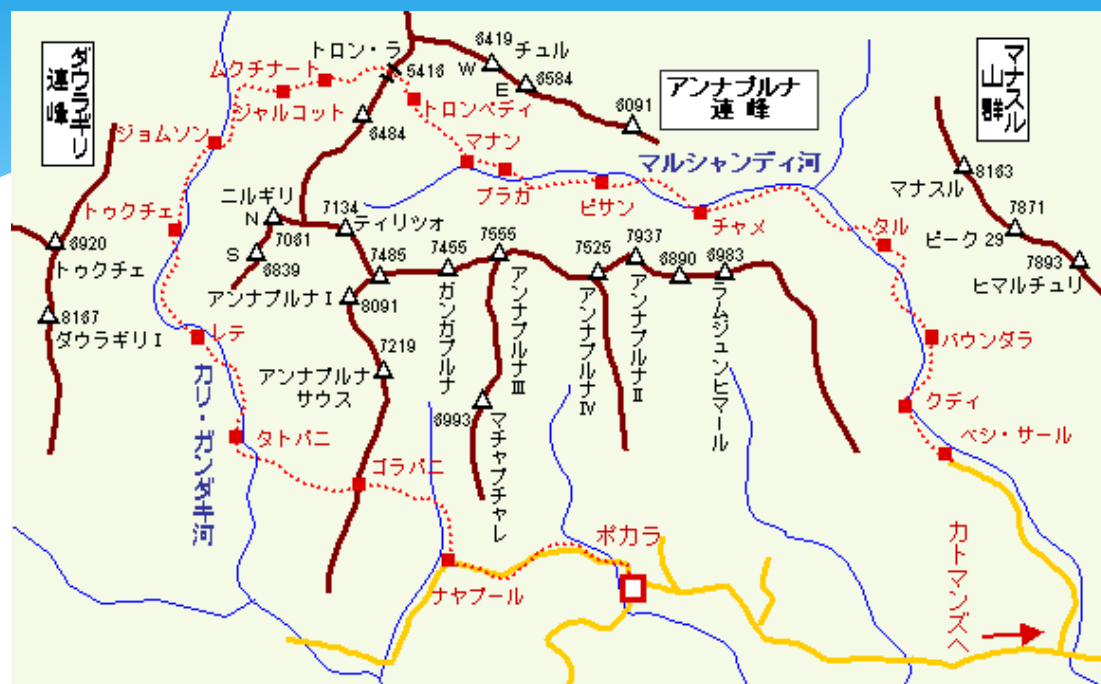 ダウラギリ
連峰
トロン・ラ
5416
6419
チュル
W
E
6584
6091
アンナプルナ
連峰
マナスル
山群
ムクチナート
ジャルコット
トロンペディ
6484
ジョムソン
マナン
ブラガ
マルシャンディ河
ピサン
チャメ
マナスル
8163
7871
ピーク 29
7893
ヒマルチュリ
トゥクチェ
6920
トゥクチェ
ニルギリ
N
7061
S
6839
7134
ティリツォ
7485
7455
7555
7525
7937
6890
6983
タル
アンナプルナ I
8091
ガンガプルナ
アンナプルナ III
アンナプルナ IV
アンナプルナ II
ラムジュンヒマール
8167
ダウラギリ I
レテ
7219
アンナプルナ
サウス
6993
マチャプチャレ
バウンダラ
クディ
ベシ・サール
カリ・ガンダキ河
タトパニ
ゴラパニ
ナヤプール
ポカラ
カトマンズへ